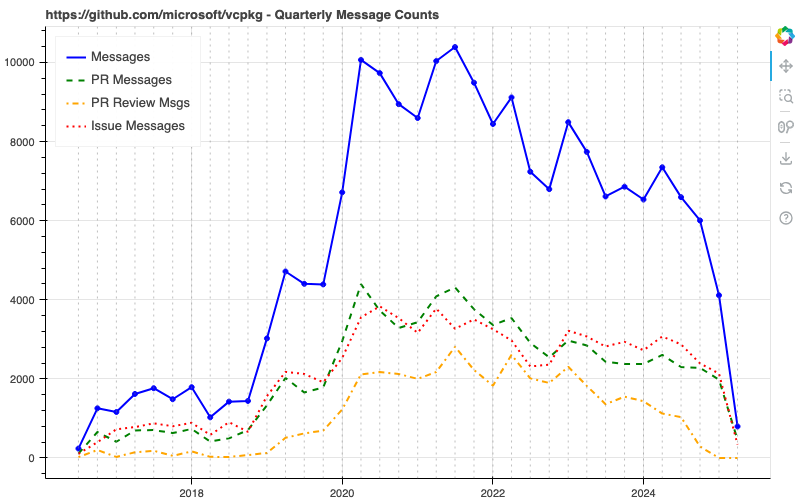 https://github.com/microsoft/vcpkg - Quarterly Message Counts
Messages
PR Messages
PR Review Msgs
Issue Messages
10000
8000
6000
4000
2000
0
2018
2020
2022
2024